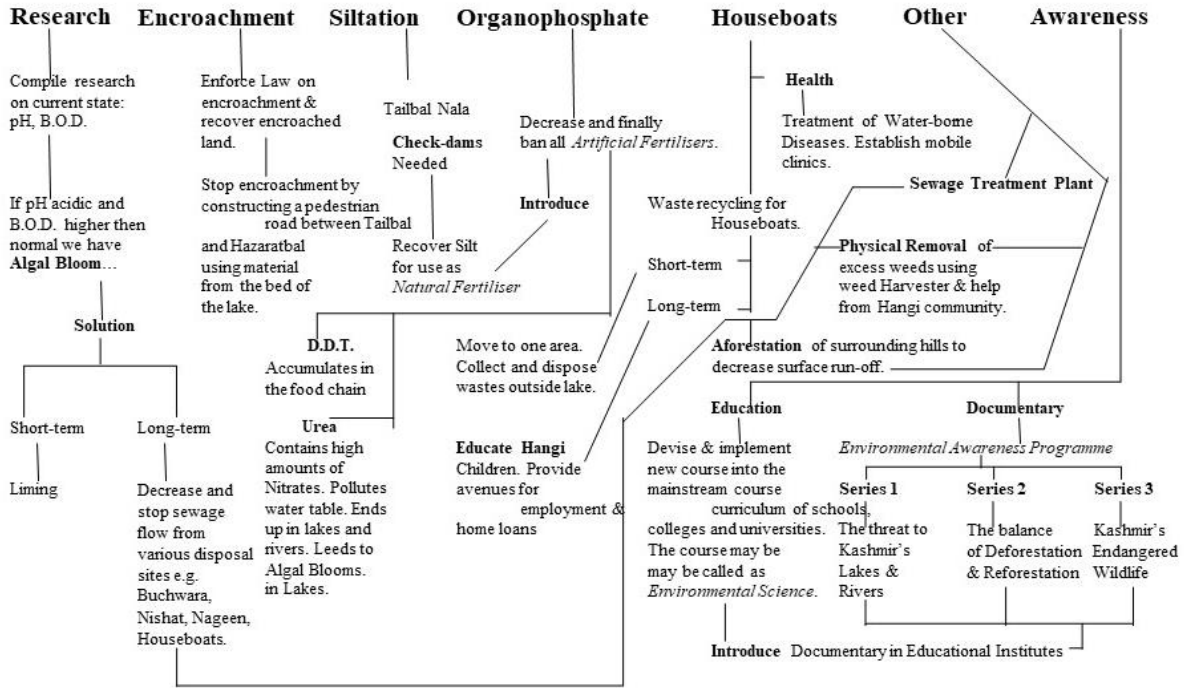 Research Encroachment Siltation Organophosphate Houseboats Other Awareness
Compile research
on current state:
pH, B.O.D.
If pH acidic and
B.O.D. higher then
normal we have
Algal Bloom...
Solution
Short-term
Liming
Long-term
Decrease and
stop sewage
flow from
various disposal
sites e.g.
Buchwara,
Nishat, Nageen,
Houseboats.
Enforce Law on
encroachment &
recover encroached
land.
Stop encroachment by
constructing a pedestrian
road between Tailbal
and Hazaratbal
using material
from the bed of
the lake.
Tailbal Nala
Check-dams
Needed
Recover Silt
for use as
Natural Fertiliser
Decrease and finally
ban all Artificial Fertilisers.
Introduce
D.D.T.
Accumulates in
the food chain
Urea
Contains high
amounts of
Nitrates. Pollutes
water table. Ends
up in lakes and
rivers. Leeds to
Algal Blooms.
in Lakes.
Health
Treatment of Water-borne
Diseases. Establish mobile
clinics.
Waste recycling for
Houseboats.
Short-term
Long-term
Move to one area.
Collect and dispose
wastes outside lake.
Educate Hangi
Children. Provide
avenues for
employment &
home loans
Sewage Treatment Plant
Physical Removal of
excess weeds using
weed Harvester & help
from Hangi community.
Aforestation of surrounding hills to
decrease surface run-off.
Education
Devise & implement
new course into the
mainstream course
curriculum of schools,
colleges and universities.
The course may be
may be called as
Environmental Science.
Documentary
Environmental Awareness Programme
Series 1
The threat to
Kashmir's
Lakes &
Rivers
Series 2
The balance
of Deforestation
& Reforestation
Series 3
Kashmir's
Endangered
Wildlife
Introduce Documentary in Educational Institutes